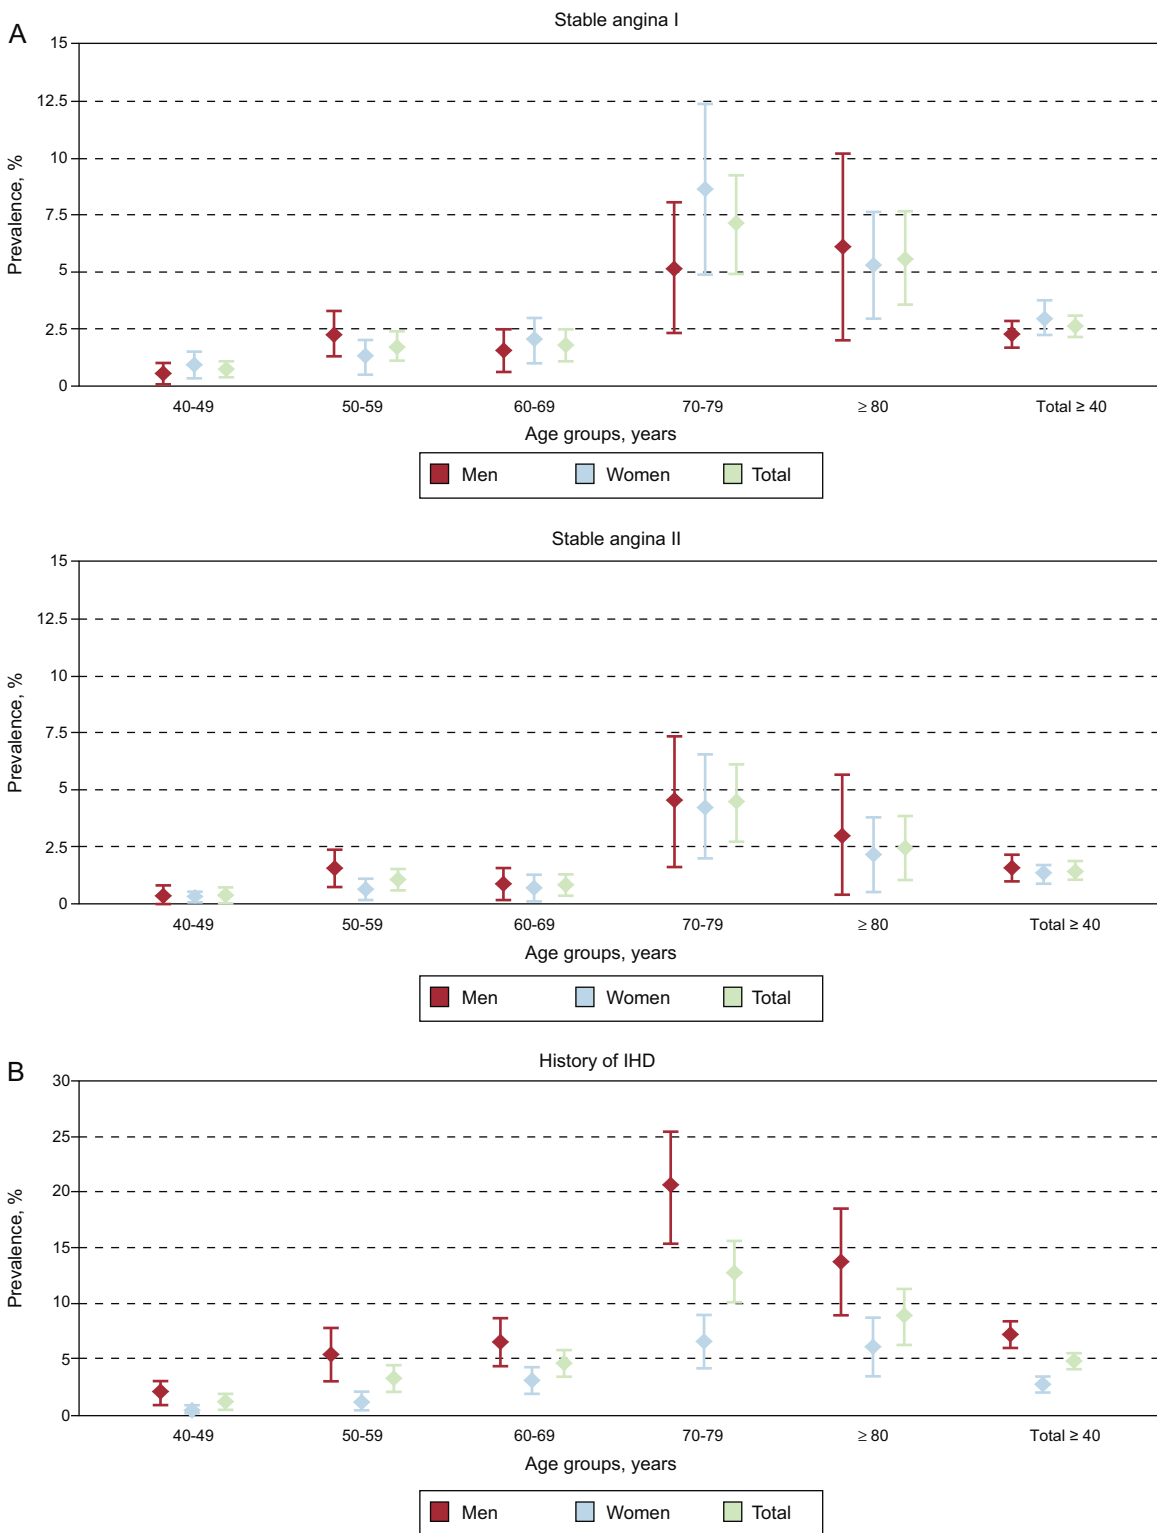 A
Stable angina I
15
12.5
10
7.5
5
2.5
0
Prevalence, %
40-49 50-59 60-69 70-79 ≥ 80 Total ≥ 40
Age groups, years
Men Women Total
Stable angina II
15
12.5
10
7.5
5
2.5
0
Prevalence, %
40-49 50-59 60-69 70-79 ≥ 80 Total ≥ 40
Age groups, years
Men Women Total
B
History of IHD
30
25
20
15
10
5
0
Prevalence, %
40-49 50-59 60-69 70-79 ≥ 80 Total ≥ 40
Age groups, years
Men Women Total